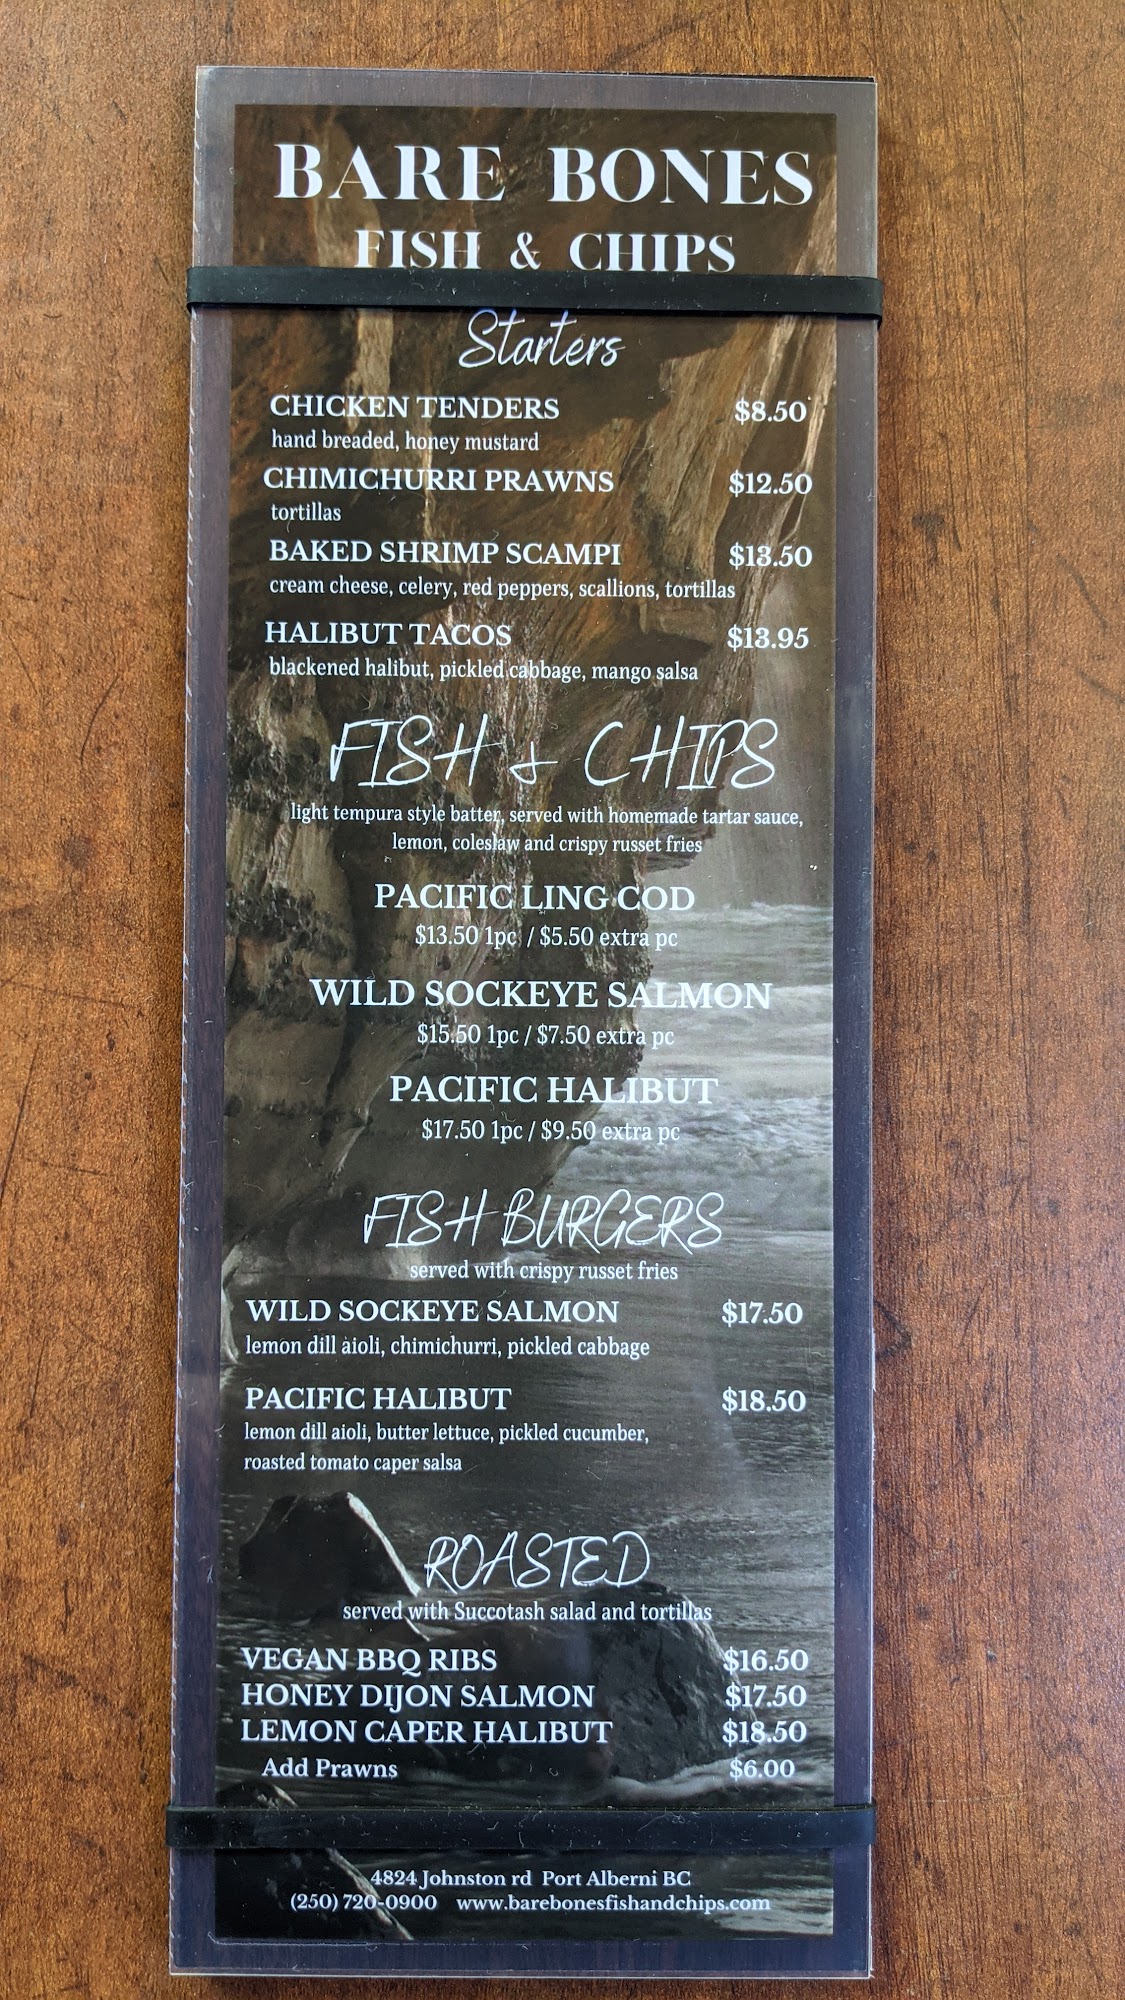 BARE BONES
FISH & CHIPS
Starters
CHICKEN TENDERS $8.50
hand breaded, honey mustard
CHIMICHURRI PRAWNS $12.50
tortillas
BAKED SHRIMP SCAMPI $13.50
cream cheese, celery, red peppers, scallions, tortillas
HALIBUT TACOS $13.95
blackened halibut, pickled cabbage, mango salsa
FISH & CHIPS
light tempura style batter, served with homemade tartar sauce,
lemon, coleslaw and crispy russet fries
PACIFIC LING COD
$13.50 1pc / $5.50 extra pc
WILD SOCKEYE SALMON
$15.50 1pc / $7.50 extra pc
PACIFIC HALIBUT
$17.50 1pc / $9.50 extra pc
FISH BURGERS
served with crispy russet fries
WILD SOCKEYE SALMON $17.50
lemon dill aioli, chimichurri, pickled cabbage
PACIFIC HALIBUT $18.50
lemon dill aioli, butter lettuce, pickled cucumber,
roasted tomato caper salsa
ROASTED
served with Succotash salad and tortillas
VEGAN BBQ RIBS $16.50
HONEY DIJON SALMON $17.50
LEMON CAPER HALIBUT $18.50
Add Prawns $6.00
4824 Johnston rd Port Alberni BC
(250) 720-0900 www.barebonesfishandchips.com